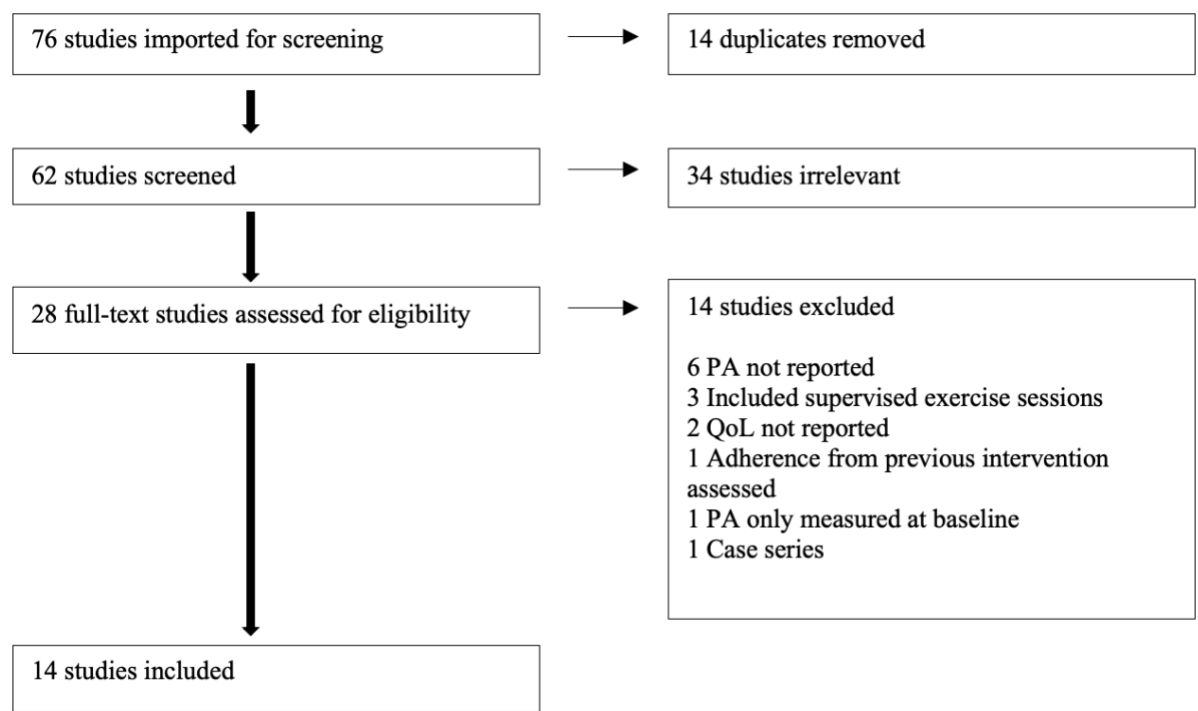 76 studies imported for screening
14 duplicates removed
62 studies screened
34 studies irrelevant
28 full-text studies assessed for eligibility
14 studies excluded
6 PA not reported
3 Included supervised exercise sessions
2 QoL not reported
1 Adherence from previous intervention
assessed
1 PA only measured at baseline
1 Case series
14 studies included